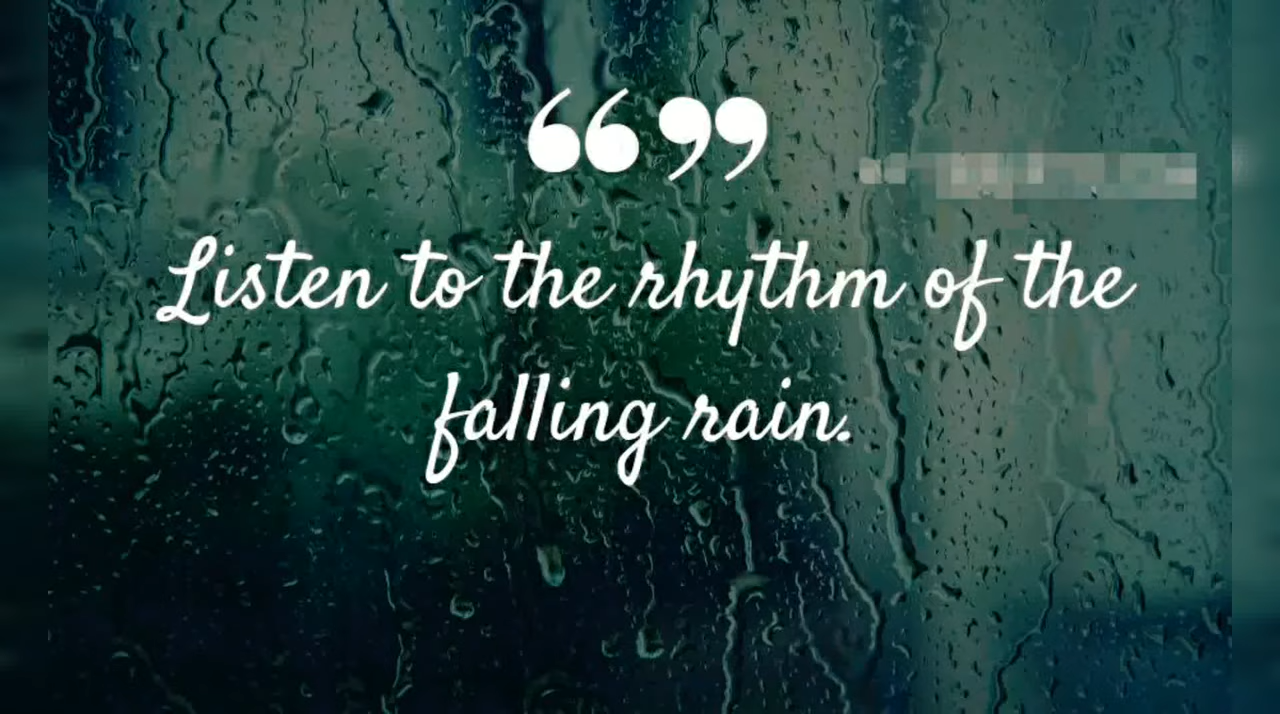 “ ”
Listen to the rhythm of the
falling rain.